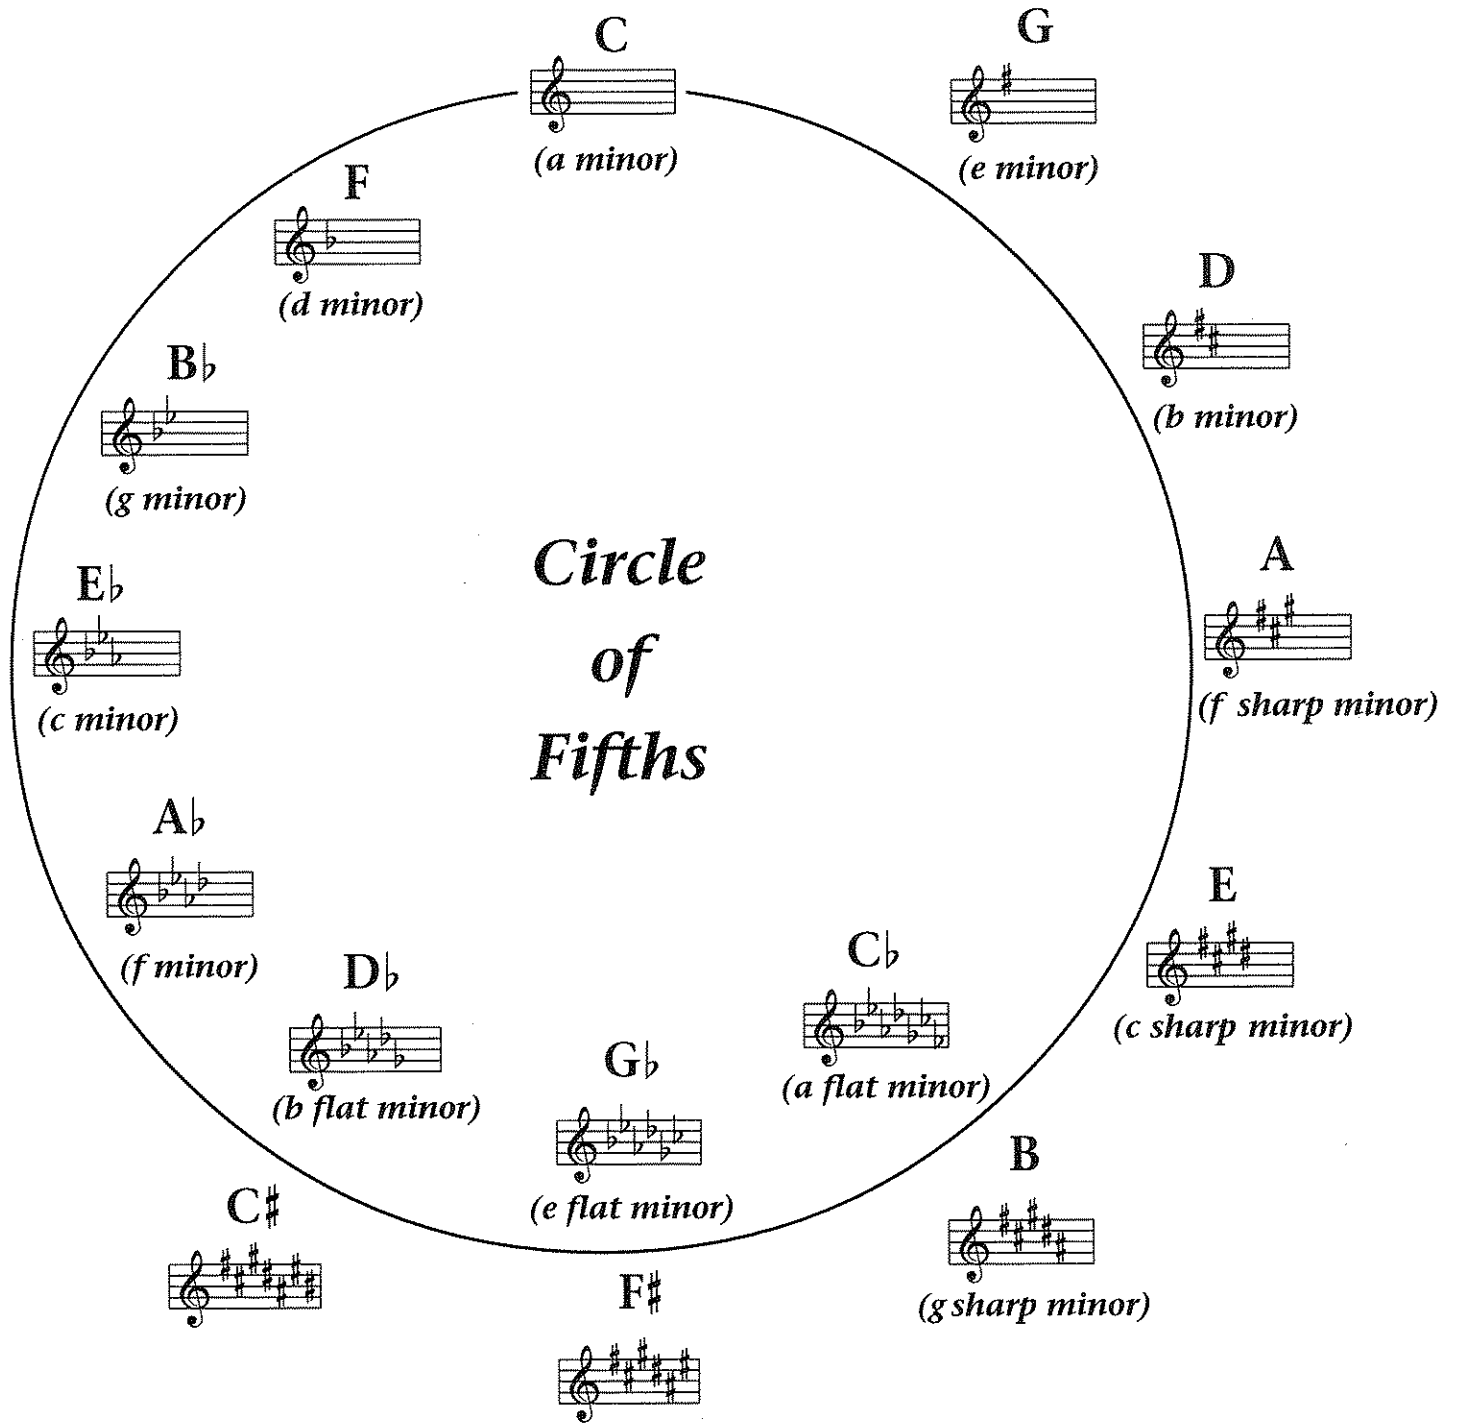 C
(a minor)
G
(e minor)
D
(b minor)
A
(f sharp minor)
E
(c sharp minor)
B
(g sharp minor)
F♯
C♯
F
(d minor)
B♭
(g minor)
E♭
(c minor)
A♭
(f minor)
D♭
(b flat minor)
G♭
(e flat minor)
C♭
(a flat minor)
Circle
of
Fifths